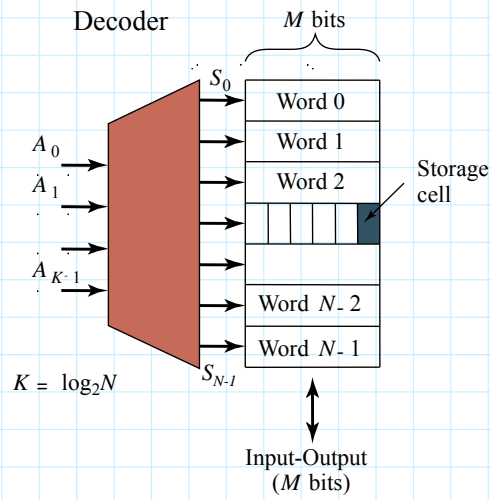 Decoder
M bits
S0
Word 0
A0
Word 1
A1
Word 2
Storage
cell
AK-1
Word N-2
Word N-1
SN-1
K = log2N
Input-Output
(M bits)